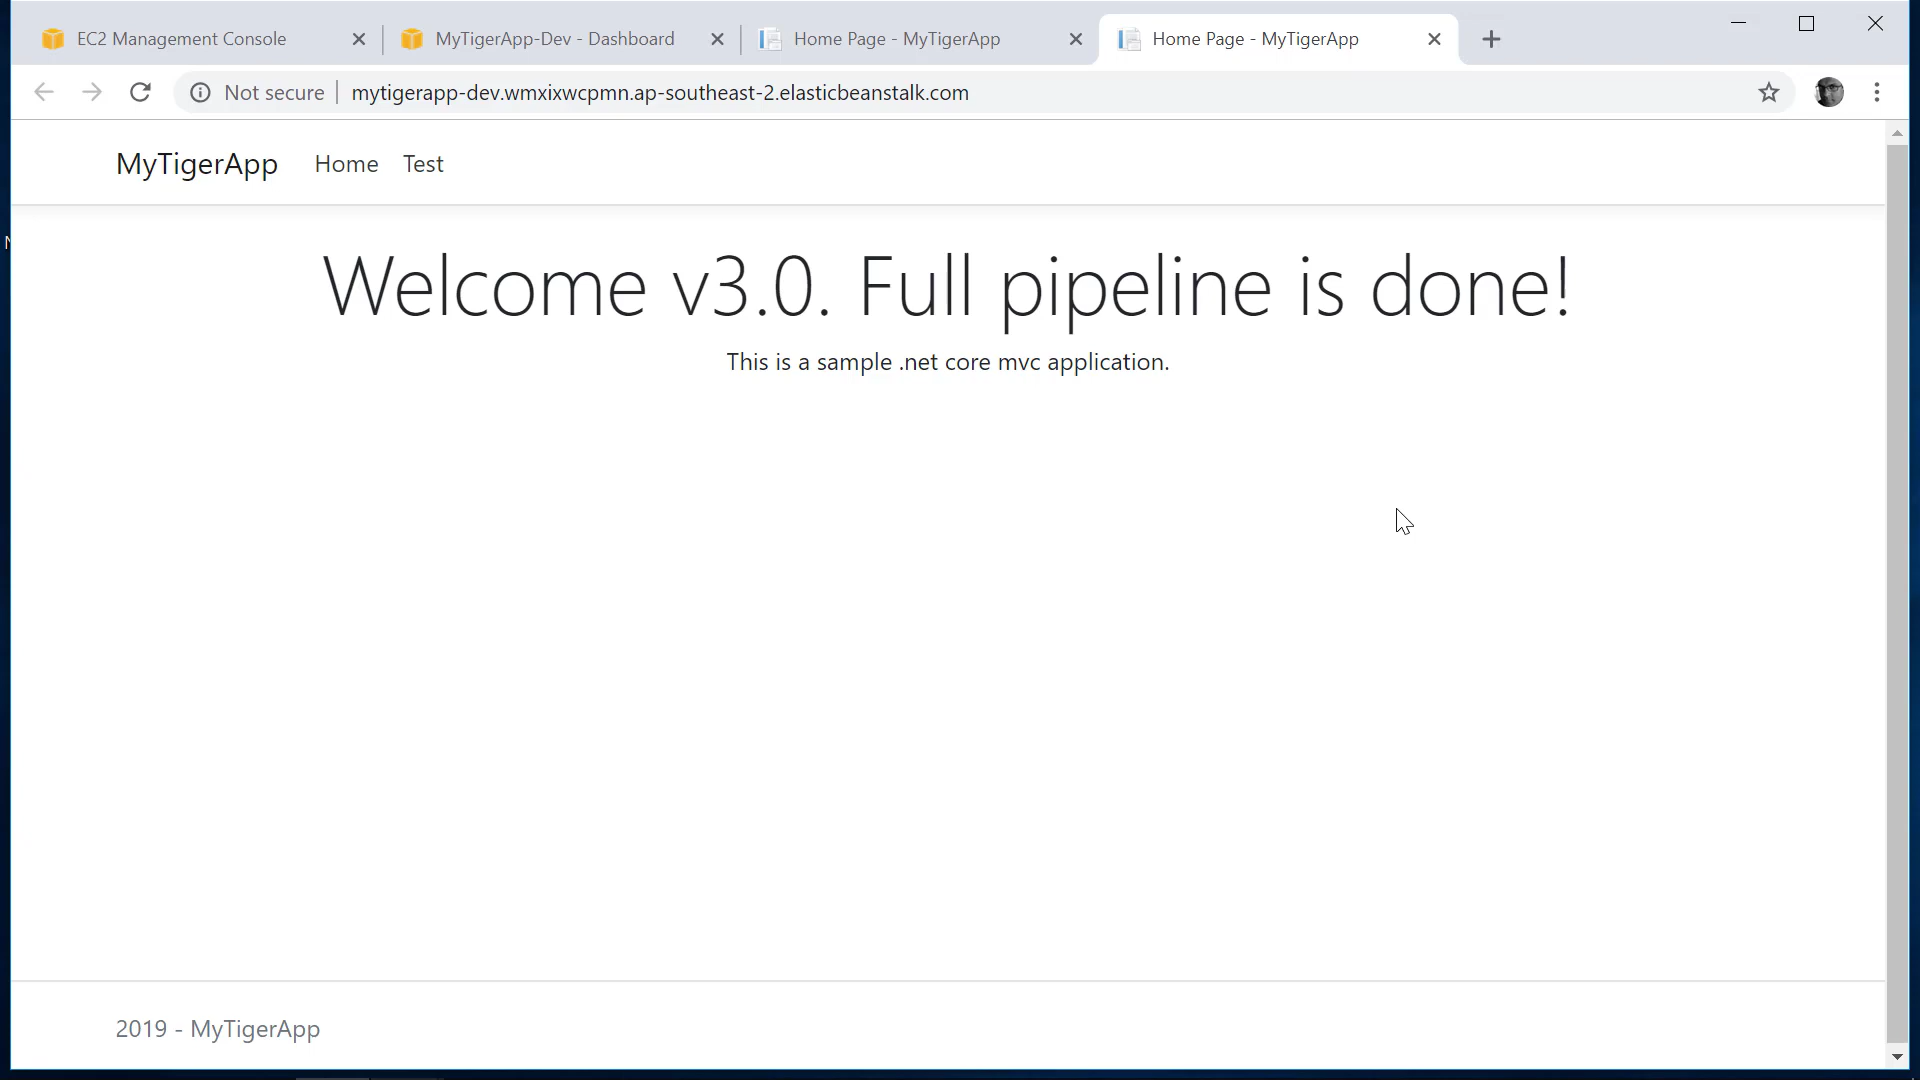 EC2 Management Console
MyTigerApp-Dev - Dashboard
Home Page - MyTigerApp
Home Page - MyTigerApp
Not secure
mytigerapp-dev.wmxixwcpmn.ap-southeast-2.elasticbeanstalk.com
MyTigerApp
Home
Test
Welcome v3.0. Full pipeline is done!
This is a sample .net core mvc application.
2019 - MyTigerApp